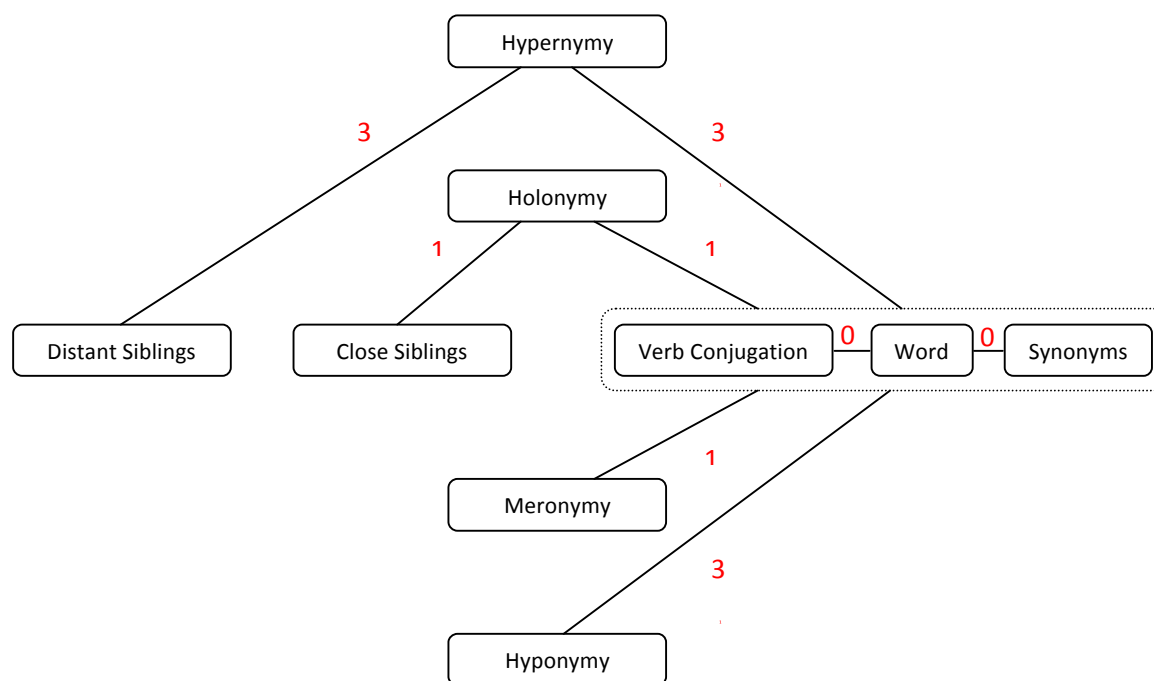 Hypernymy
3
3
Holonymy
1
1
Distant Siblings
Close Siblings
Verb Conjugation
0
Word
0
Synonyms
1
Meronymy
3
Hyponymy